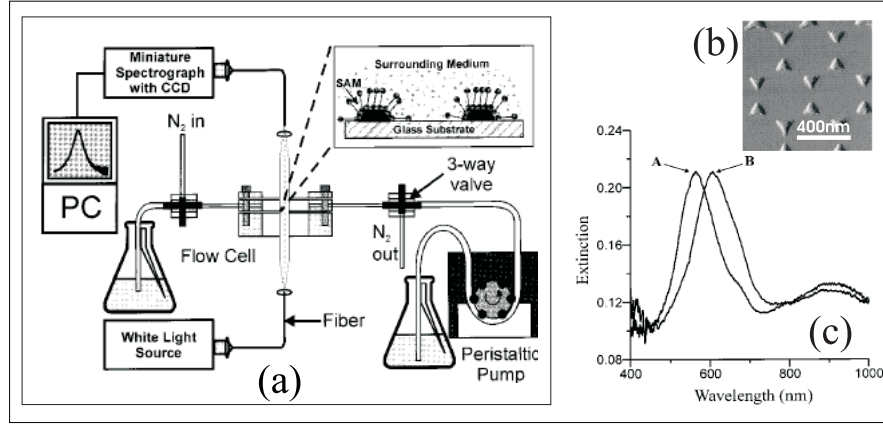 Miniature
Spectrograph
with CCD
N2 in
PC
Surrounding Medium
SAM
Glass Substrate
3-way
valve
N2
out
Flow Cell
Fiber
White Light
Source
Peristaltic
Pump
(a)
(b)
400nm
0.24
0.20
0.16
0.12
0.08
Extinction
A
B
(c)
400
600
800
1000
Wavelength (nm)